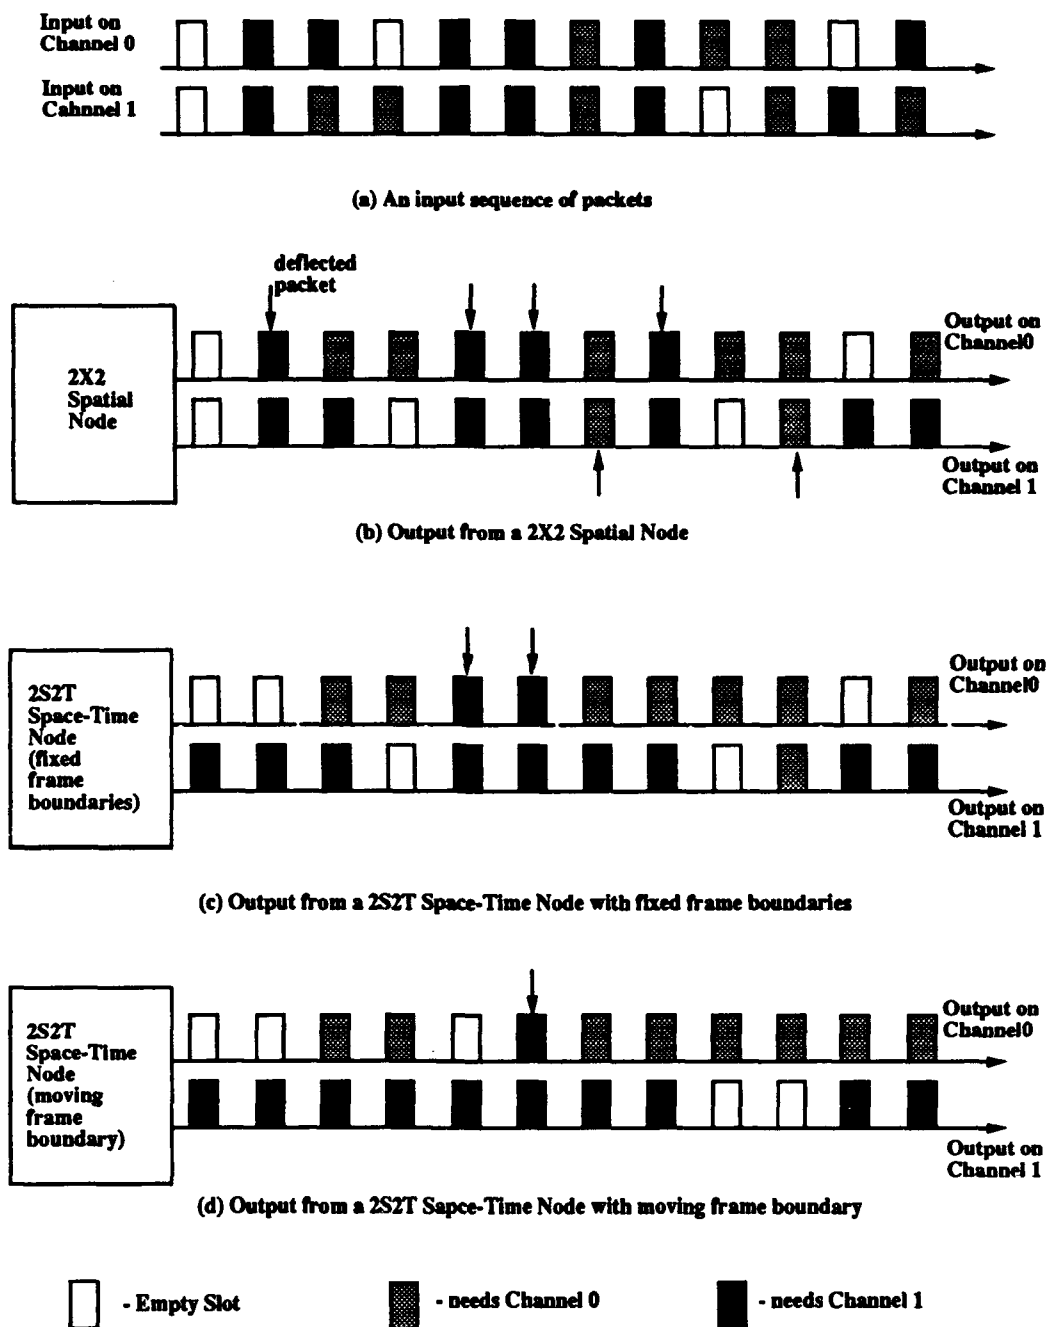 Input on
Channel 0
Input on
Cahnnel 1
(a) An input sequence of packets
deflected
packet
2X2
Spatial
Node
Output on
Channel0
Output on
Channel 1
(b) Output from a 2X2 Spatial Node
2S2T
Space-Time
Node
(fixed
frame
boundaries)
Output on
Channel0
Output on
Channel 1
(c) Output from a 2S2T Space-Time Node with fixed frame boundaries
2S2T
Space-Time
Node
(moving
frame
boundary)
Output on
Channel0
Output on
Channel 1
(d) Output from a 2S2T Sapce-Time Node with moving frame boundary
- Empty Slot
- needs Channel 0
- needs Channel 1